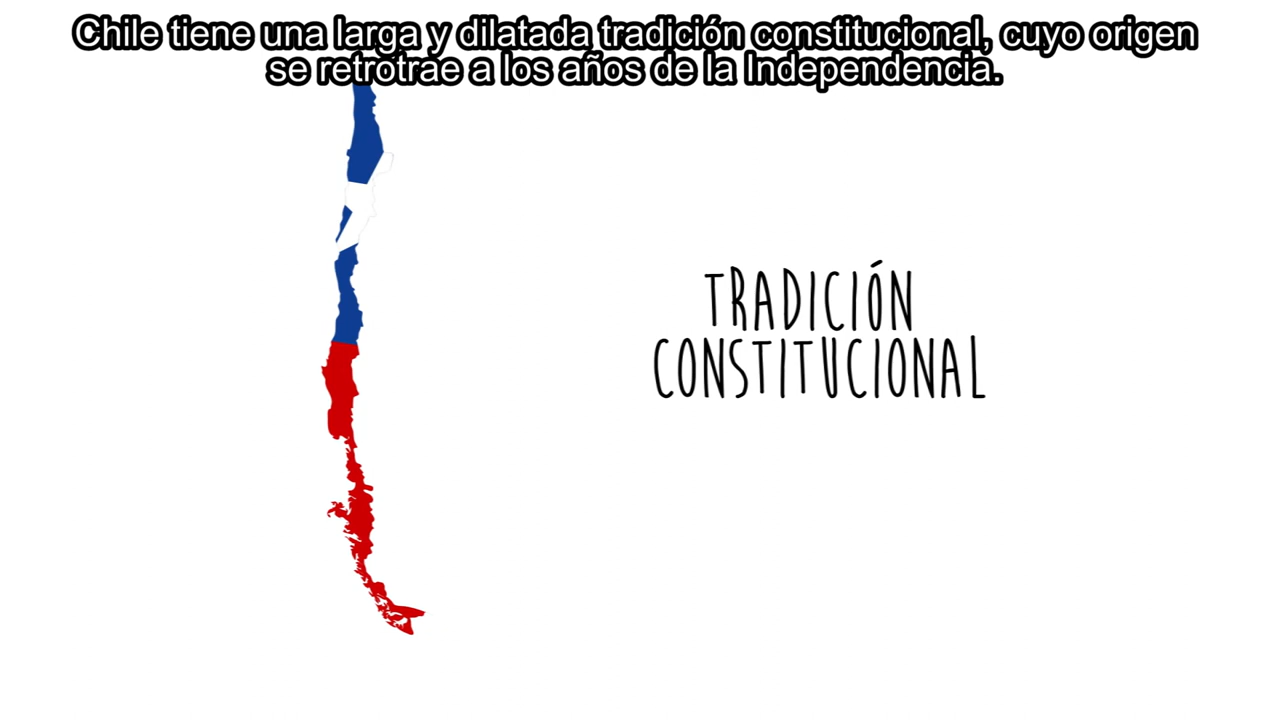 Chile tiene una larga y dilatada tradición constitucional, cuyo origen
se retrotrae a los años de la Independencia.
TRADICIÓN
CONSTITUCIONAL